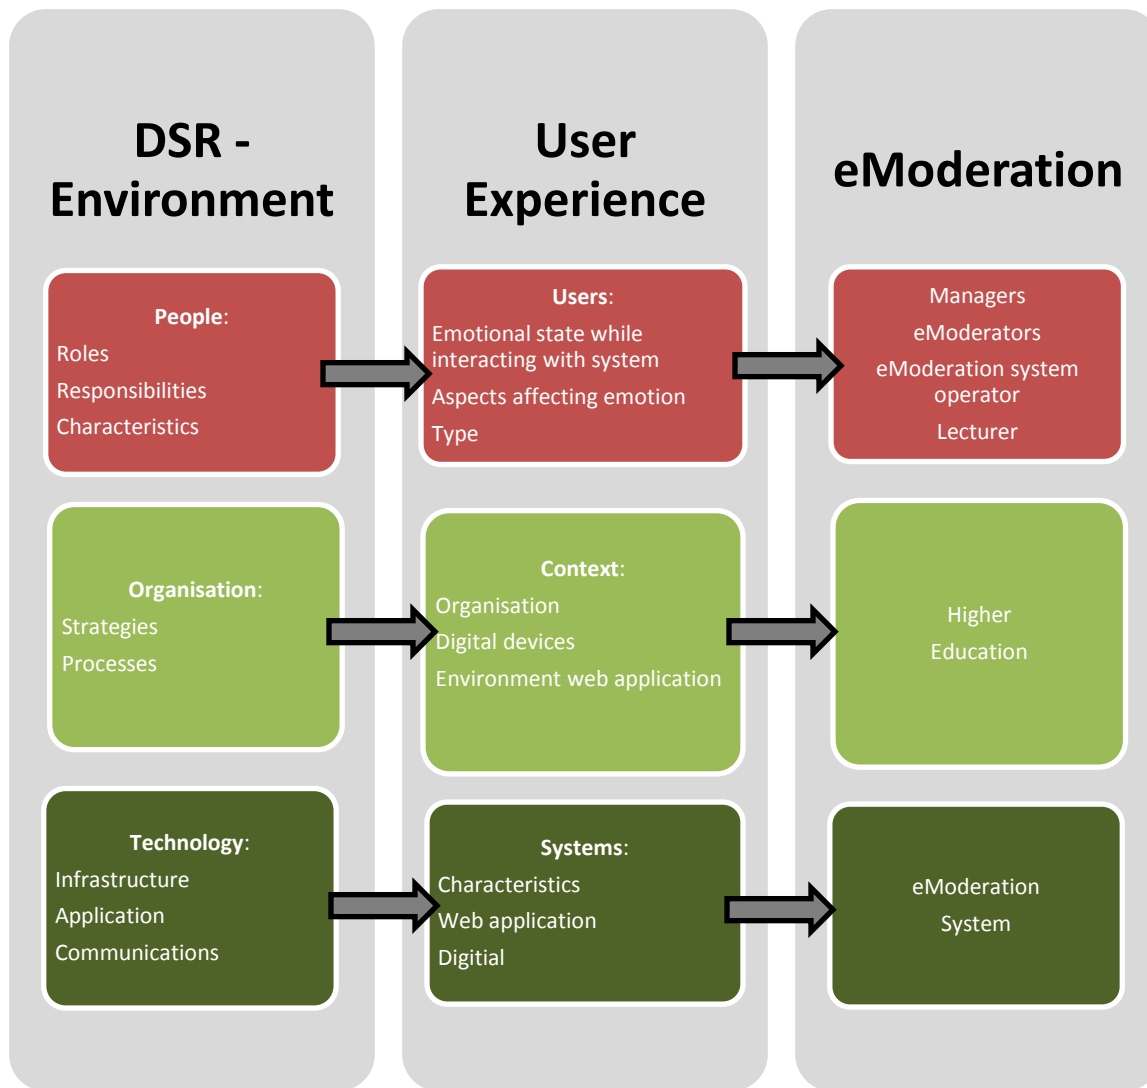 DSR -
Environment
User
Experience
eModeration
People:
Roles
Responsibilities
Characteristics
Users:
Emotional state while
interacting with system
Aspects affecting emotion
Type
Managers
eModerators
eModeration system
operator
Lecturer
Organisation:
Strategies
Processes
Context:
Organisation
Digital devices
Environment web application
Higher
Education
Technology:
Infrastructure
Application
Communications
Systems:
Characteristics
Web application
Digitial
eModeration
System